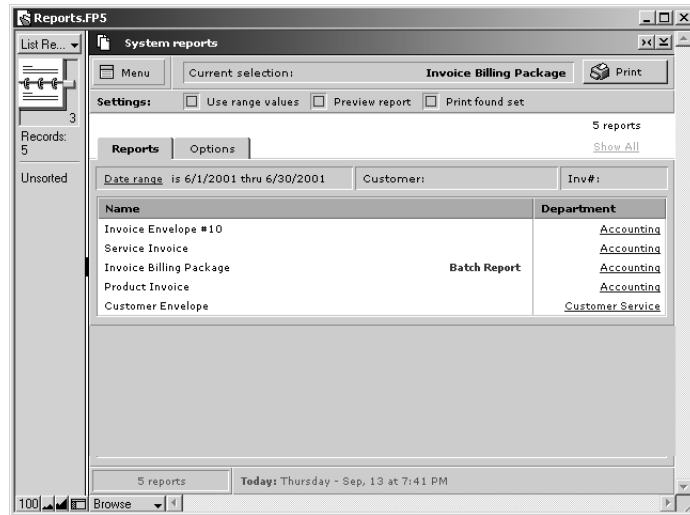 Reports.FP5
List Re...
System reports
Menu
Current selection:
Invoice Billing Package
Print
Settings:
Use range values
Preview report
Print found set
3
Records:
5
5 reports
Reports
Options
Show All
Unsorted
Date range is 6/1/2001 thru 6/30/2001
Customer:
Inv#:
Name
Department
Invoice Envelope #10
Accounting
Service Invoice
Accounting
Invoice Billing Package
Batch Report
Accounting
Product Invoice
Accounting
Customer Envelope
Customer Service
5 reports
Today: Thursday - Sep, 13 at 7:41 PM
100
Browse